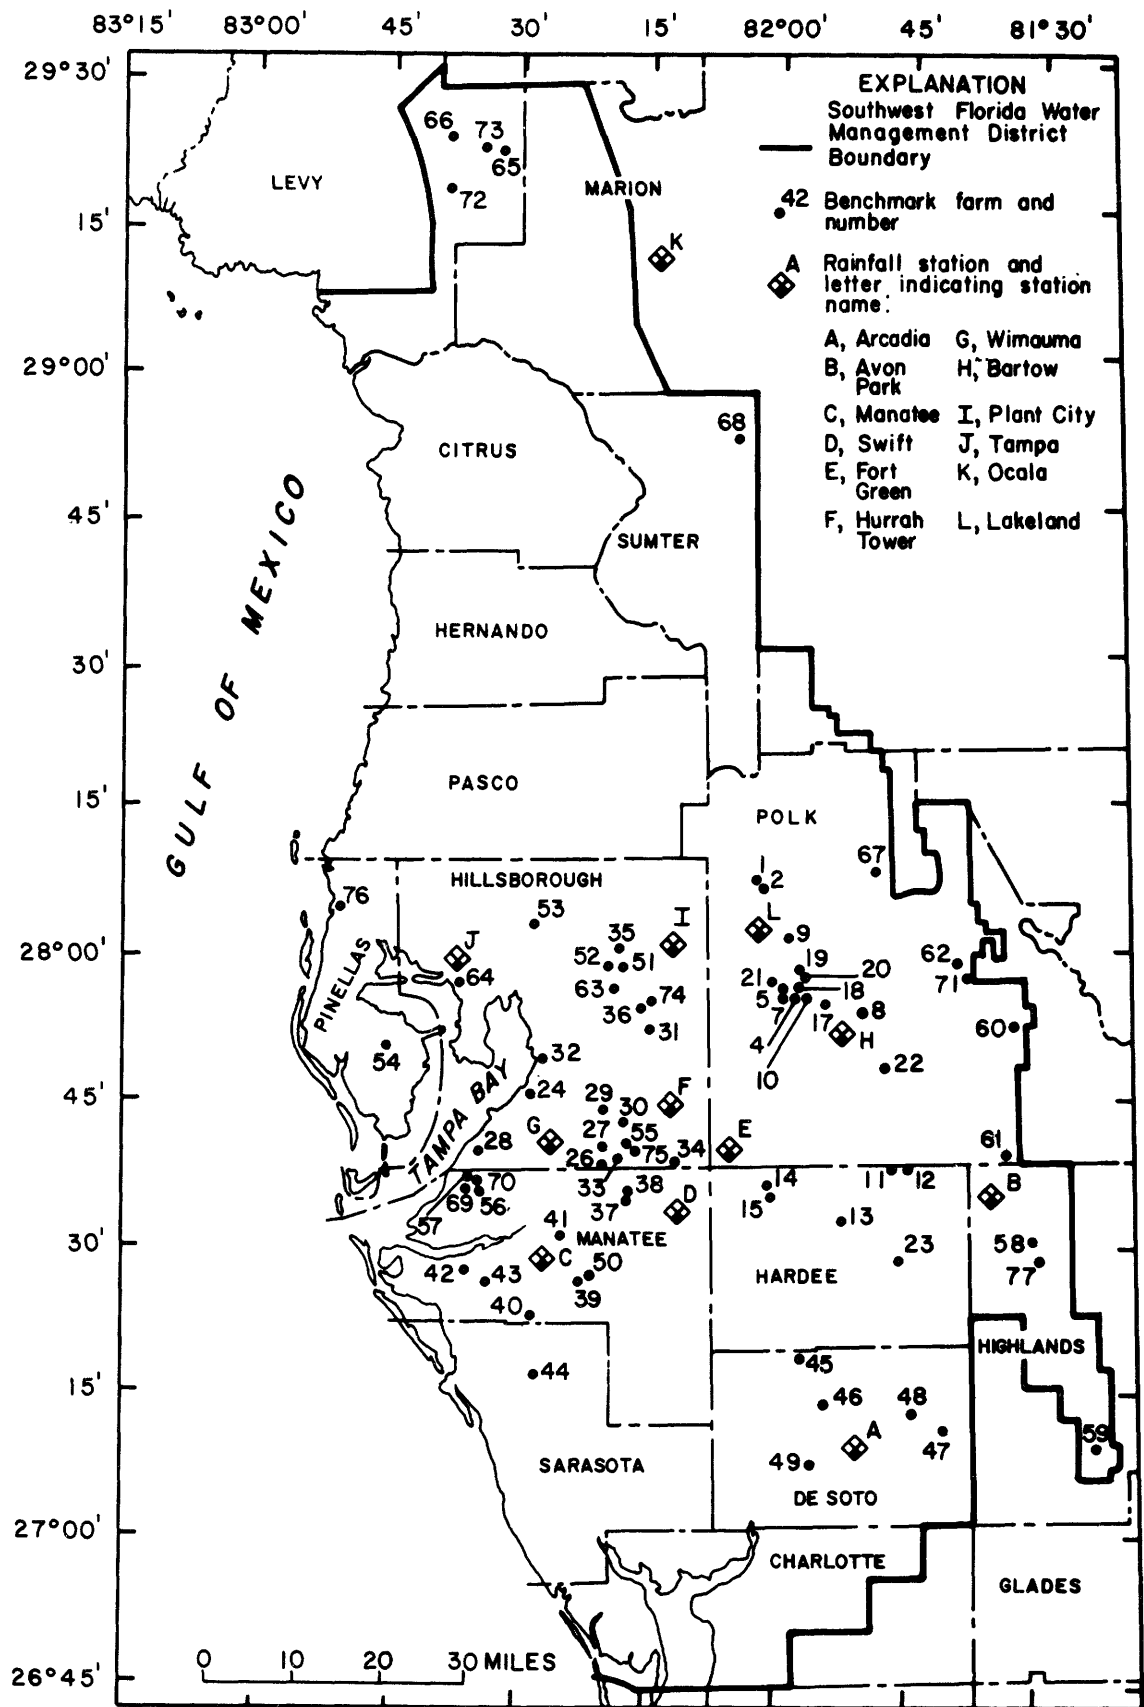 83°15' 83°00' 45' 30' 15' 82°00' 45' 81°30'
29°30'
15'
29°00'
45'
30'
15'
28°00'
45'
30'
15'
27°00'
26°45'
EXPLANATION
Southwest Florida Water
Management District
Boundary
42 Benchmark farm and
number
A Rainfall station and
letter indicating station
name:
A, Arcadia G, Wimauma
B, Avon H, Bartow
Park
C, Manatee I, Plant City
D, Swift J, Tampa
E, Fort K, Ocala
Green
F, Hurrah L, Lakeland
Tower
66 73
65
72
LEVY
MARION
K
68
CITRUS
SUMTER
GULF OF MEXICO
HERNANDO
PASCO
POLK
HILLSBOROUGH
1
2
67
76
53
I
L
35
9
J
52 51
19
62
64
21 20
71
PINELLAS
63 74
5 18
36
7 17 8
60
31
4
H
54
32
10
22
TAMPA BAY
24
29 30
F
G
27 55
E
28
26 75 34
61
33 38
14
11 12
B
70
69 56
37
D
15
57
41
MANATEE
13
58
C
50
23
77
42 43
39
HARDEE
40
HIGHLANDS
44
45
46 48
A
47
59
49
SARASOTA
DE SOTO
CHARLOTTE
GLADES
0 10 20 30 MILES